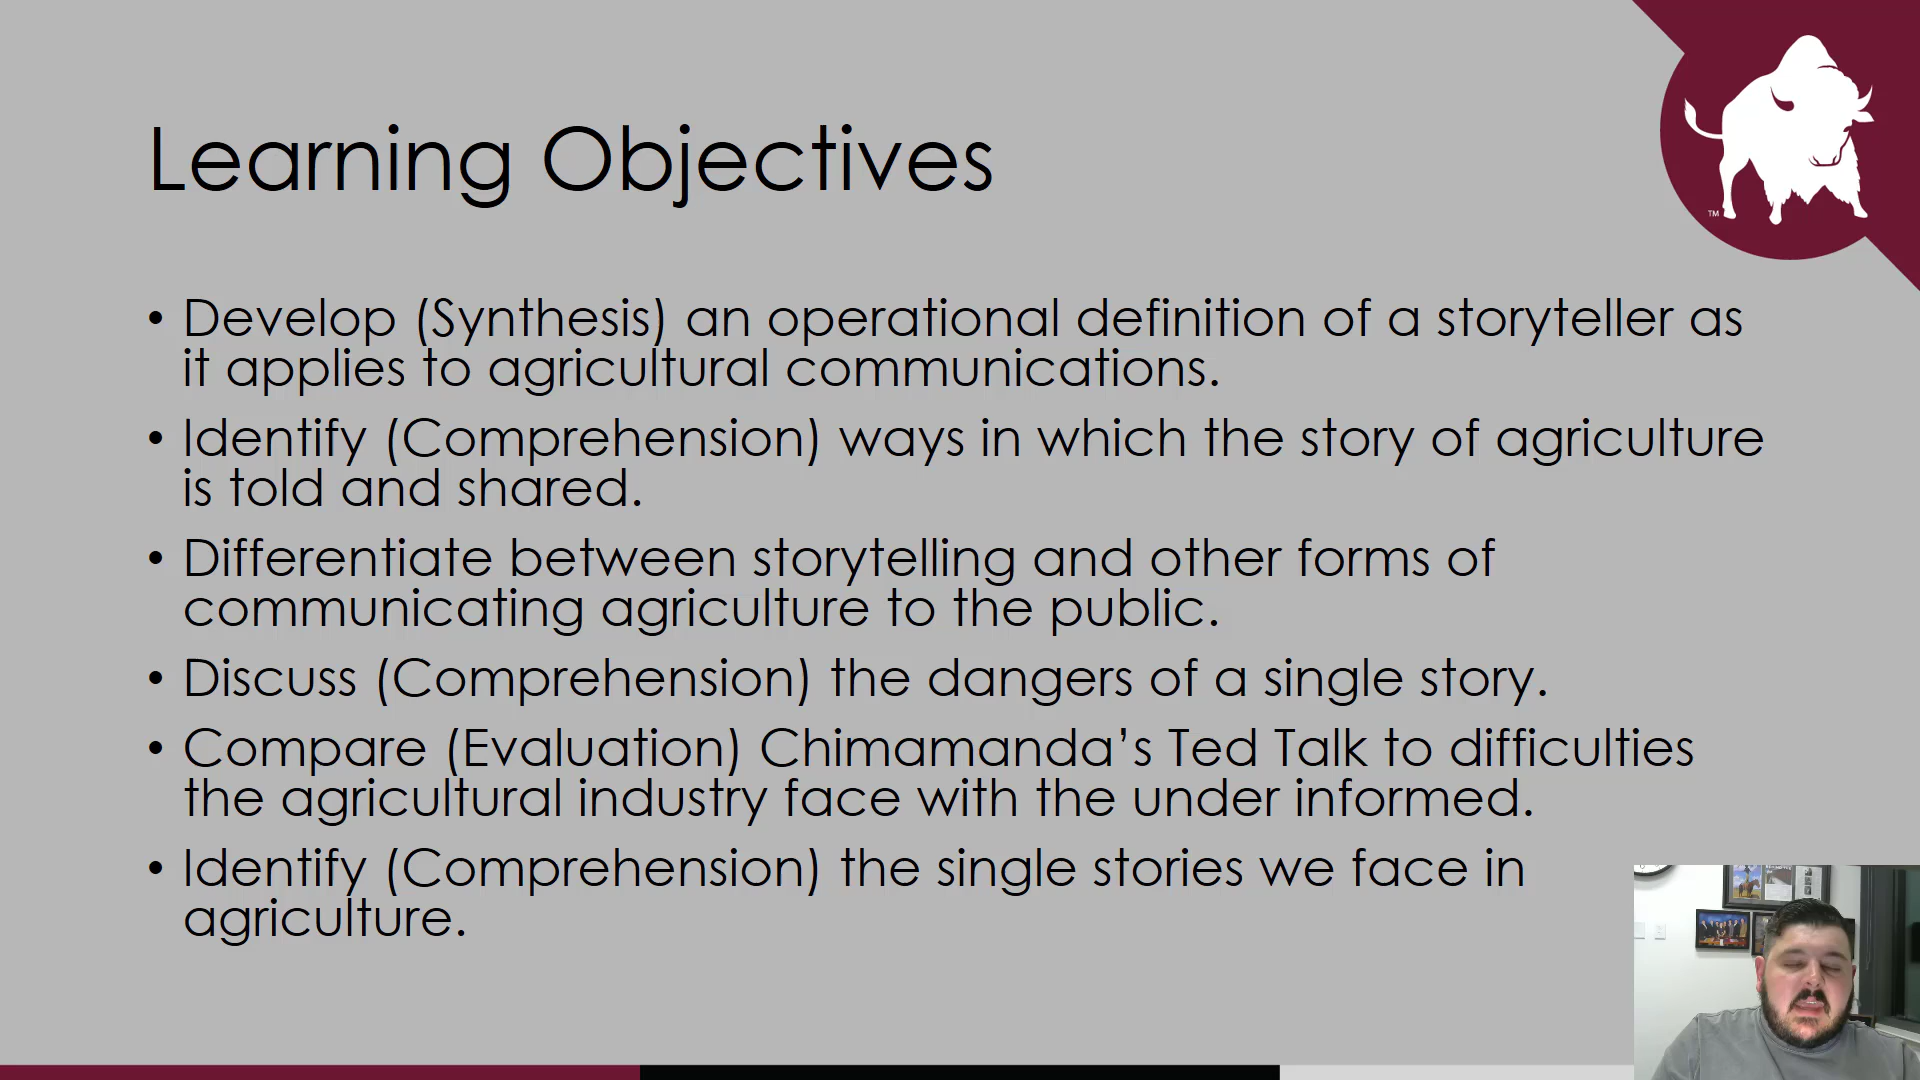 Learning Objectives
• Develop (Synthesis) an operational definition of a storyteller as
it applies to agricultural communications.
• Identify (Comprehension) ways in which the story of agriculture
is told and shared.
• Differentiate between storytelling and other forms of
communicating agriculture to the public.
• Discuss (Comprehension) the dangers of a single story.
• Compare (Evaluation) Chimamanda’s Ted Talk to difficulties
the agricultural industry face with the under informed.
• Identify (Comprehension) the single stories we face in
agriculture.
TM